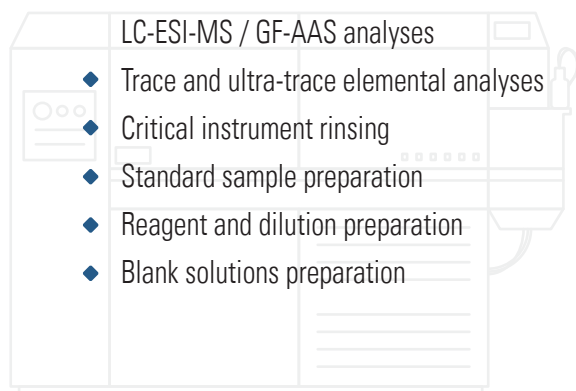 LC-ESI-MS / GF-AAS analyses
Trace and ultra-trace elemental analyses
Critical instrument rinsing
Standard sample preparation
Reagent and dilution preparation
Blank solutions preparation